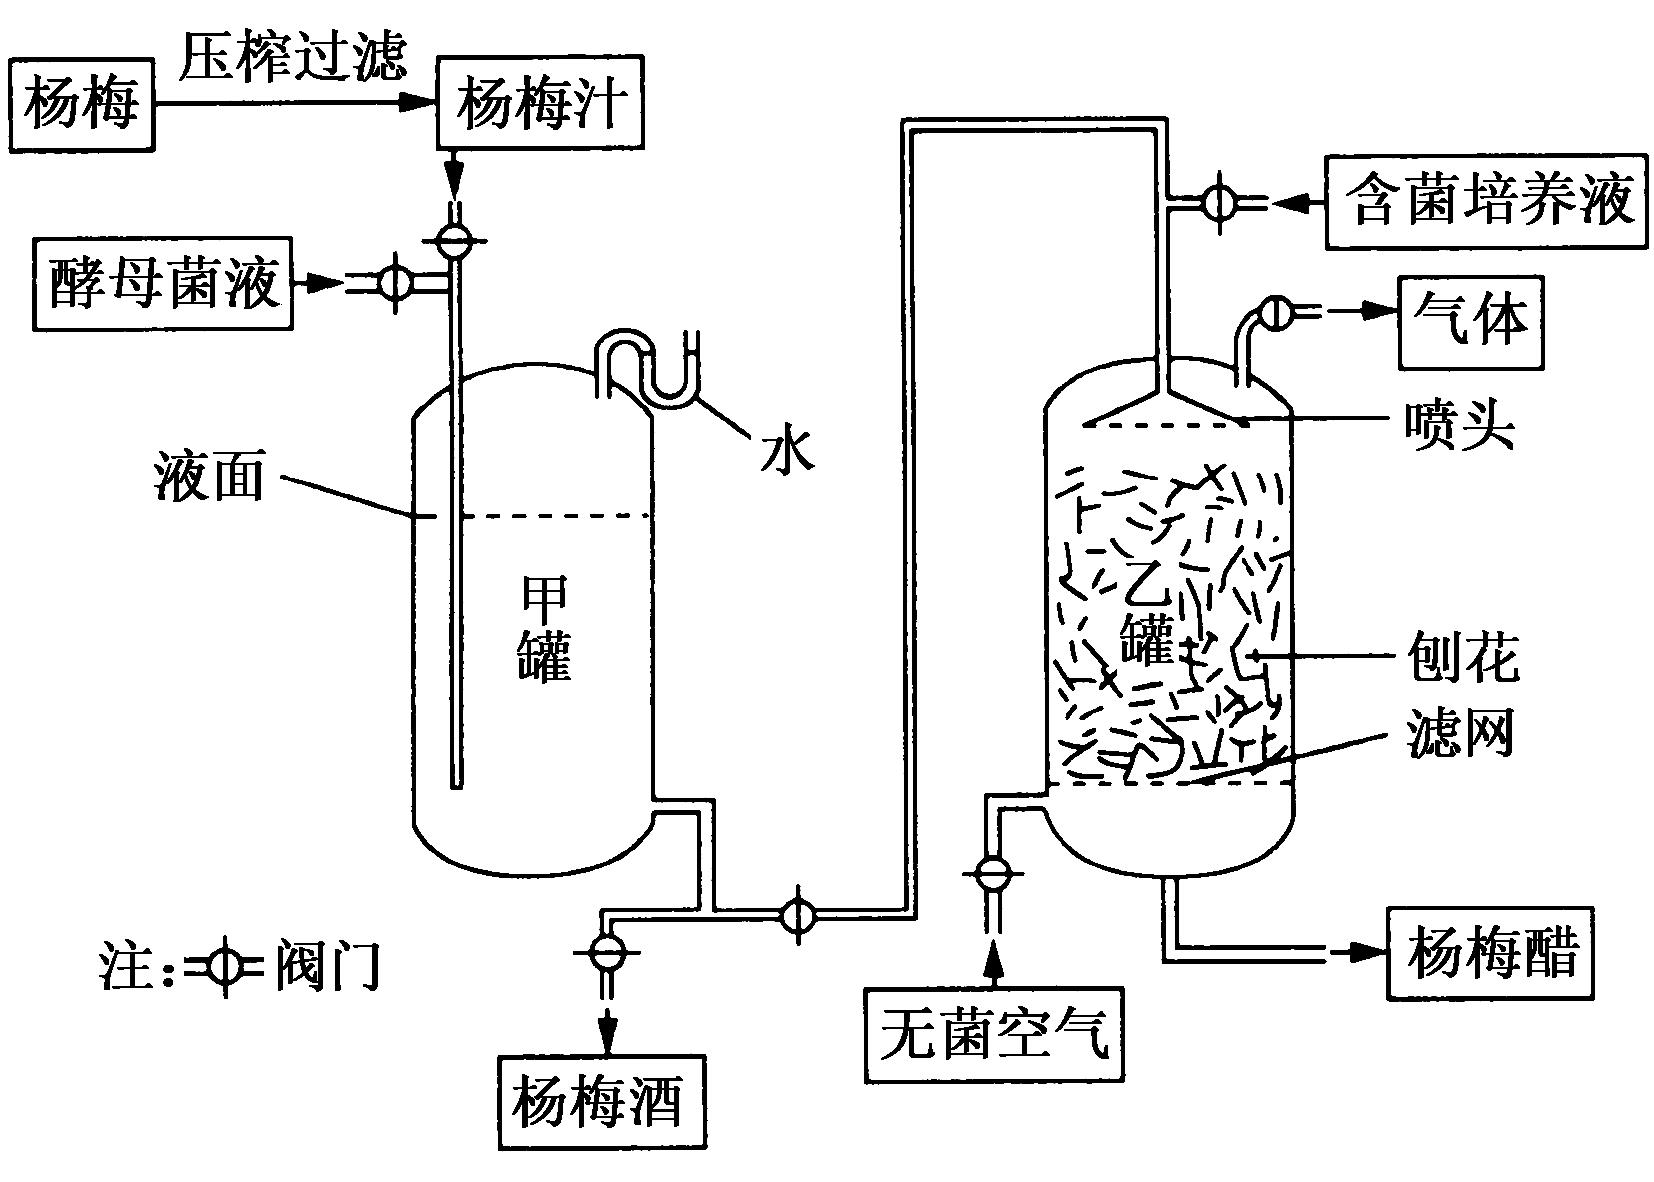 压榨过滤
杨梅
杨梅汁
酵母菌液
含菌培养液
气体
喷头
水
液面
甲
罐
乙
罐
刨花
滤网
注：阀门
杨梅醋
无菌空气
杨梅酒